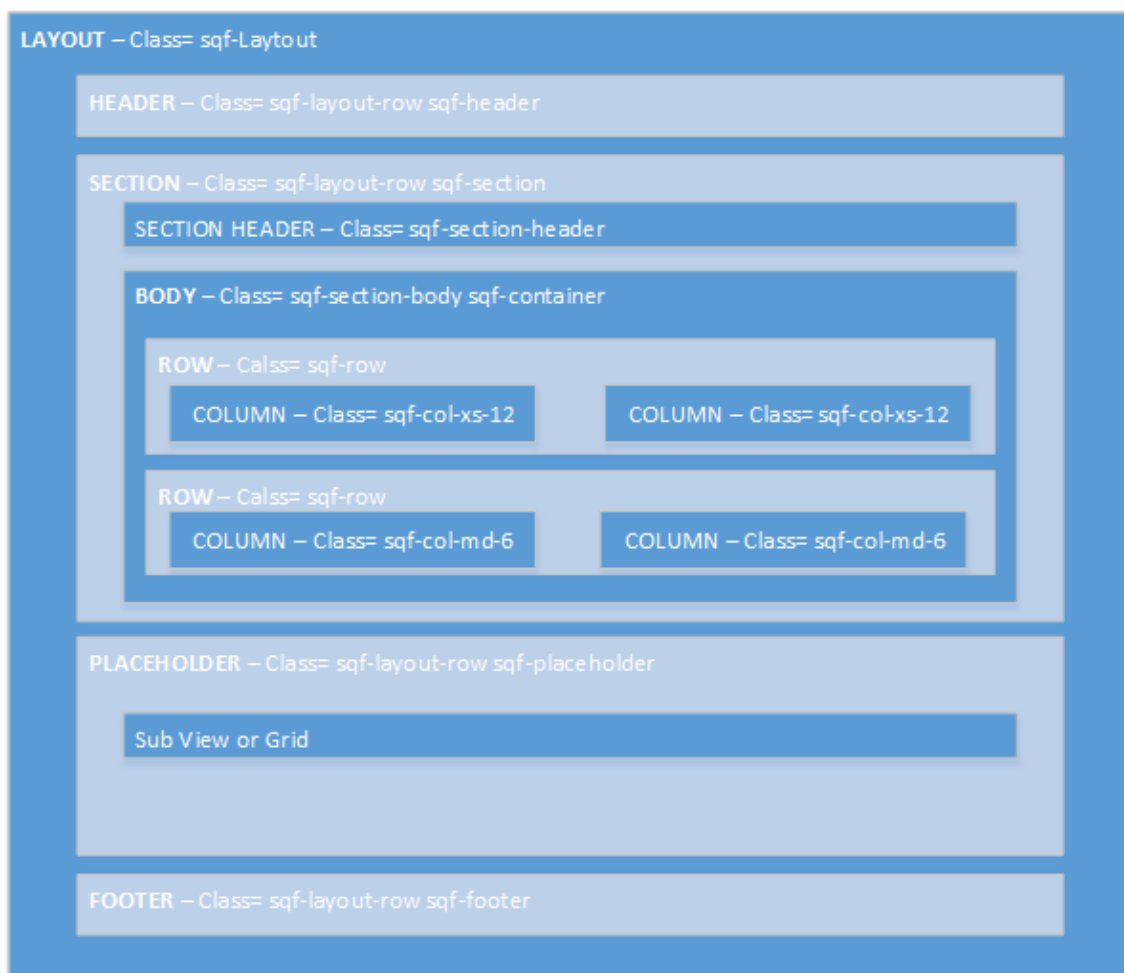 LAYOUT – Class= sqf-Laytout
HEADER – Class= sqf-layout-row sqf-header
SECTION – Class= sqf-layout-row sqf-section
SECTION HEADER – Class= sqf-section-header
BODY – Class= sqf-section-body sqf-container
ROW – Calss= sqf-row
COLUMN – Class= sqf-col-xs-12
COLUMN – Class= sqf-col-xs-12
ROW – Calss= sqf-row
COLUMN – Class= sqf-col-md-6
COLUMN – Class= sqf-col-md-6
PLACEHOLDER – Class= sqf-layout-row sqf-placeholder
Sub View or Grid
FOOTER – Class= sqf-layout-row sqf-footer